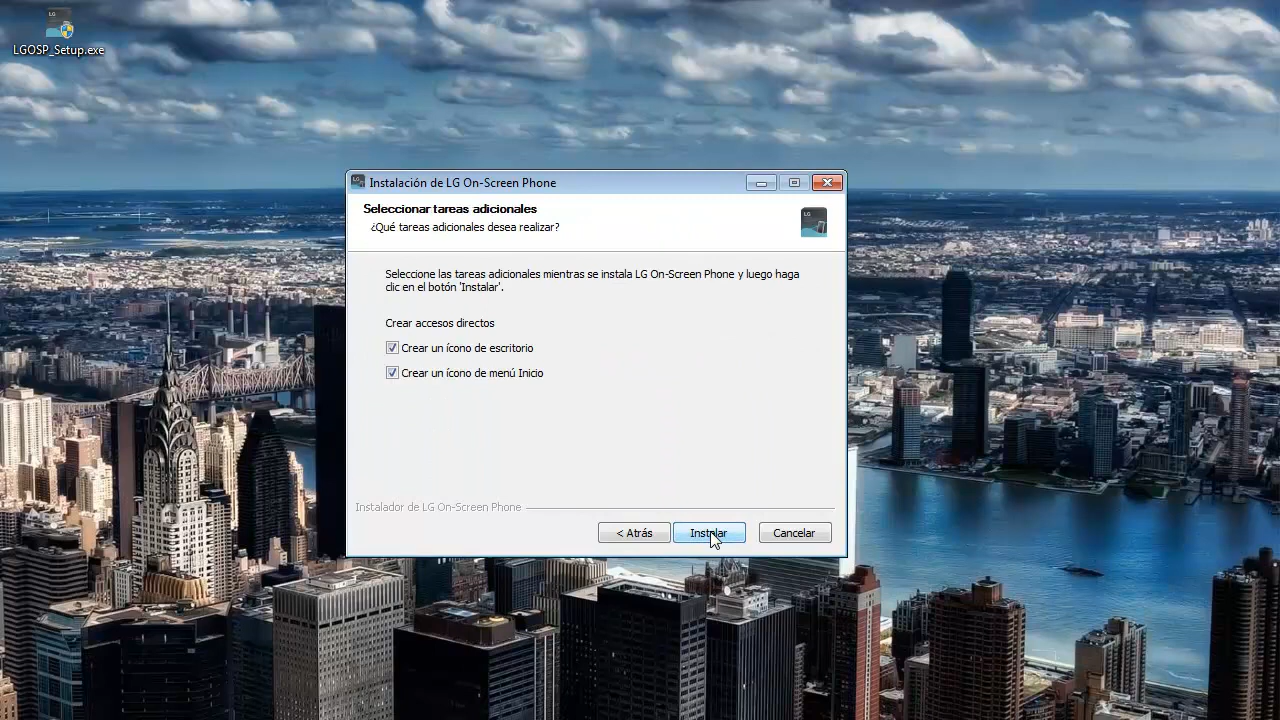 LG
LGOSP_Setup.exe
LG
Instalación de LG On-Screen Phone
Seleccionar tareas adicionales
¿Qué tareas adicionales desea realizar?
LG
Seleccione las tareas adicionales mientras se instala LG On-Screen Phone y luego haga
clic en el botón 'Instalar'.
Crear accesos directos
Crear un ícono de escritorio
Crear un ícono de menú Inicio
Instalador de LG On-Screen Phone
< Atrás
Instalar
Cancelar